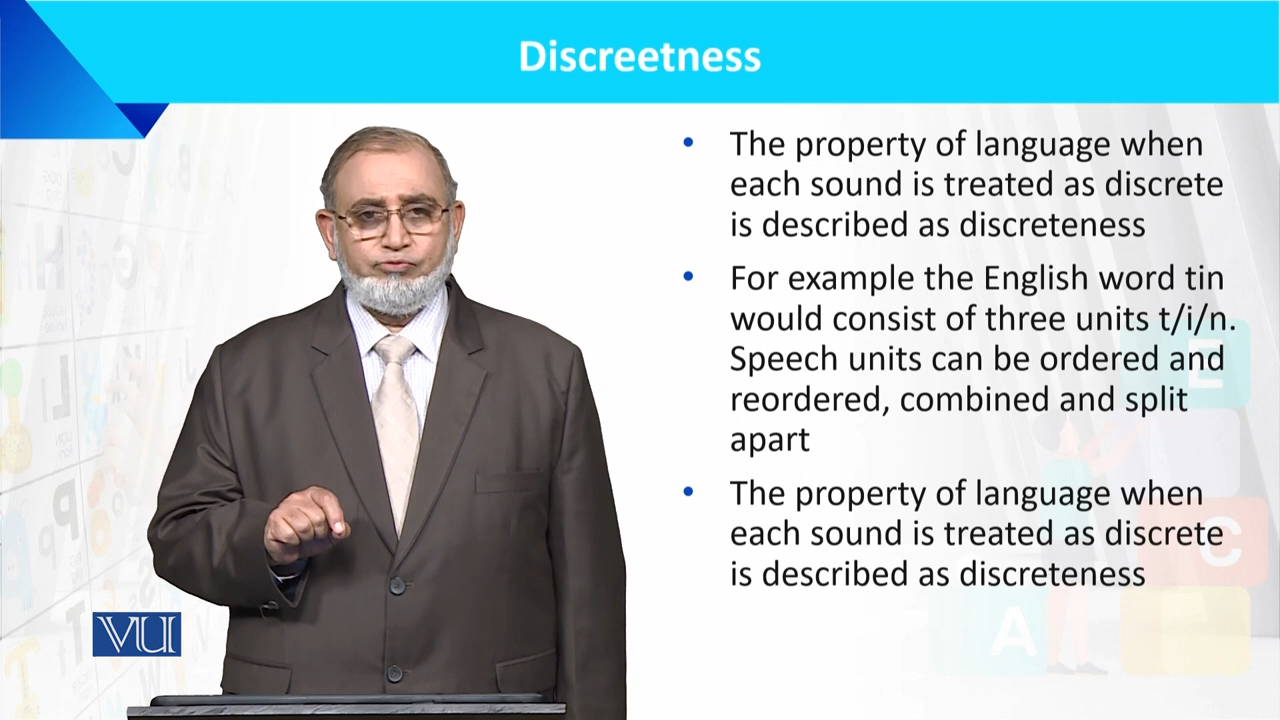 Discreetness
• The property of language when
each sound is treated as discrete
is described as discreteness
• For example the English word tin
would consist of three units t/i/n.
Speech units can be ordered and
reordered, combined and split
apart
• The property of language when
each sound is treated as discrete
is described as discreteness
VU
E
C
A